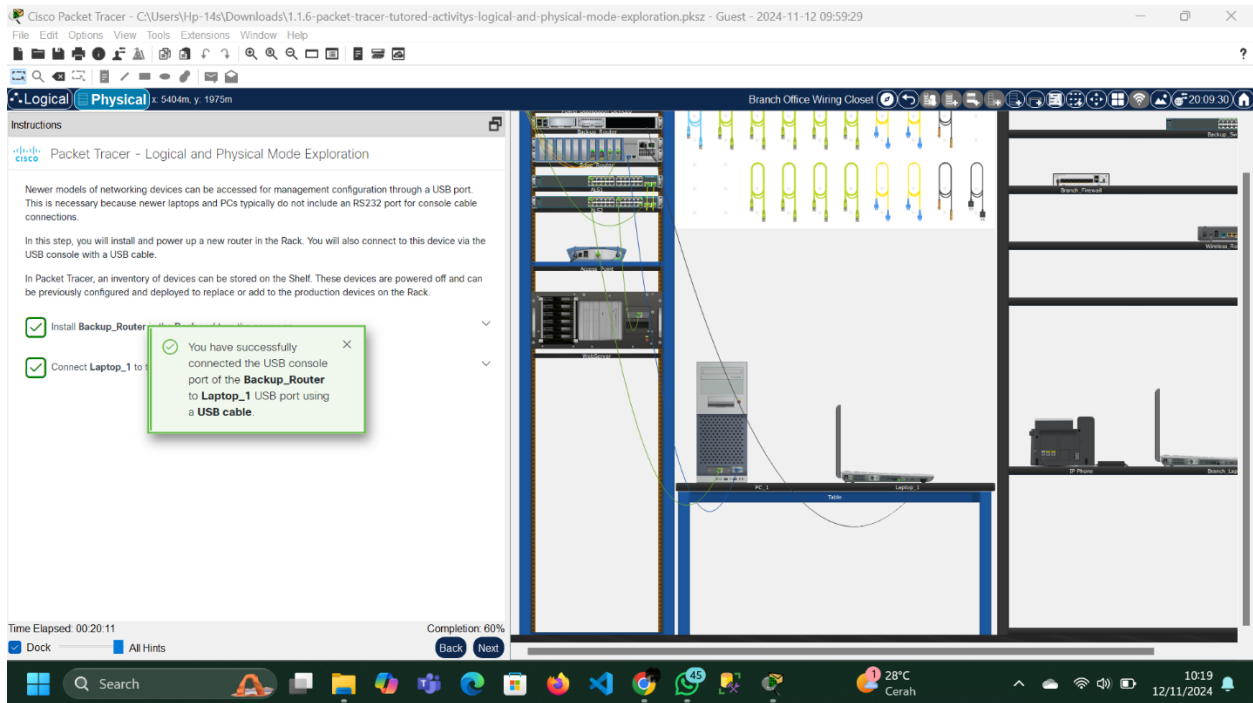 Cisco Packet Tracer - C:\Users\Hp-14s\Downloads\1.1.6-packet-tracer-tutored-activitys-logical-and-physical-mode-exploration.pksz - Guest - 2024-11-12 09:59:29
File Edit Options View Tools Extensions Window Help
?
Logical Physical x: 5404m, y: 1975m
Branch Office Wiring Closet
20:09:30
Instructions
CISCO
Packet Tracer - Logical and Physical Mode Exploration
Newer models of networking devices can be accessed for management configuration through a USB port.
This is necessary because newer laptops and PCs typically do not include an RS232 port for console cable
connections.
In this step, you will install and power up a new router in the Rack. You will also connect to this device via the
USB console with a USB cable.
In Packet Tracer, an inventory of devices can be stored on the Shelf. These devices are powered off and can
be previously configured and deployed to replace or add to the production devices on the Rack.
Install Backup_Router
Connect Laptop_1 to
You have successfully
connected the USB console
port of the Backup_Router
to Laptop_1 USB port using
a USB cable.
Backup_Router
Edge_Router
ALS1
ALS2
Access_Point
WebServer
PC_1
Laptop_1
Table
Branch_Firewall
IP Phone
Time Elapsed: 00:20:11
Completion: 60%
Dock
All Hints
Back
Next
Search
45
1
28°C
Cerah
10:19
12/11/2024